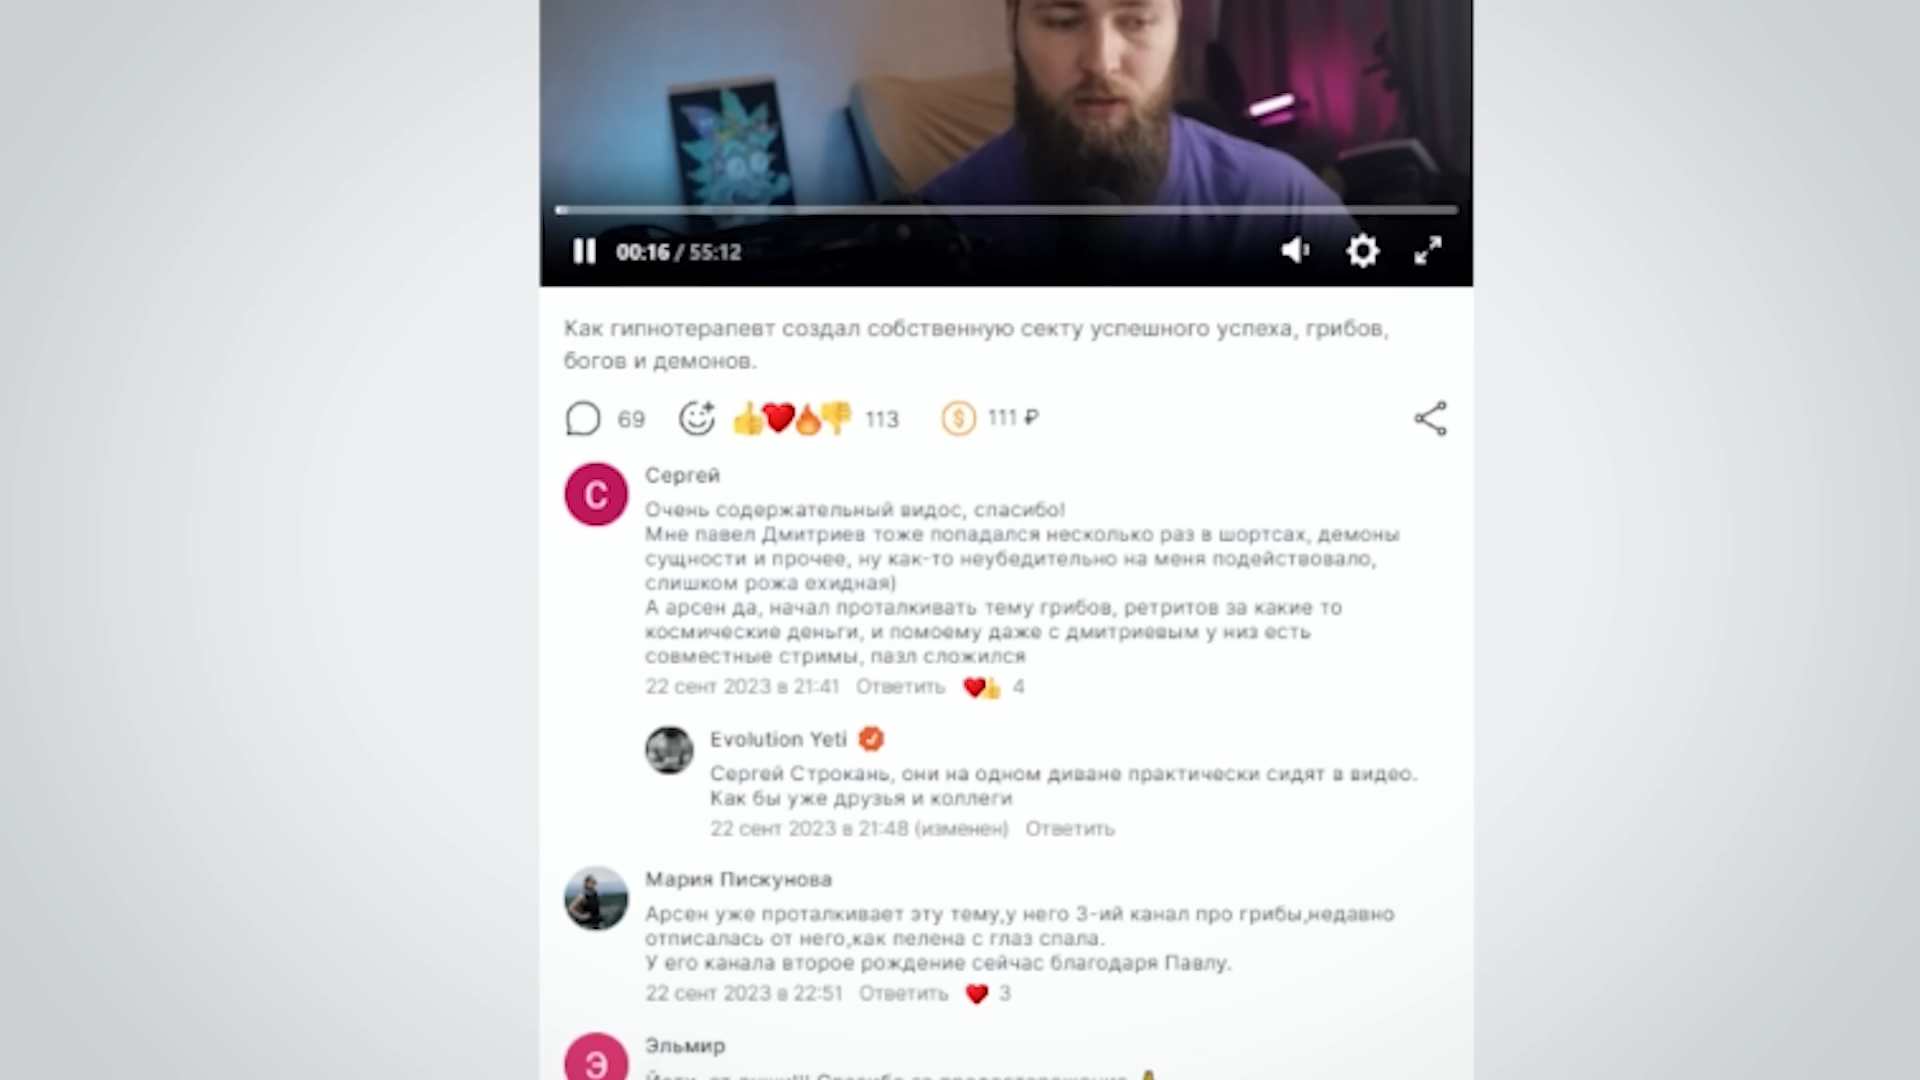 00:16 / 55:12
Как гипнотерапевт создал собственную секту успешного успеха, грибов,
богов и демонов.
69
113
111 ₽
С
Сергей
Очень содержательный видос, спасибо!
Мне павел Дмитриев тоже попадался несколько раз в шортсах, демоны
сущности и прочее, ну как-то неубедительно на меня подействовало,
слишком рожа ехидная)
А арсен да, начал проталкивать тему грибов, ретритов за какие то
космические деньги, и помоему даже с дмитриевым у низ есть
совместные стримы, пазл сложился
22 сент 2023 в 21:41 Ответить 4
Evolution Yeti
Сергей Строкань, они на одном диване практически сидят в видео.
Как бы уже друзья и коллеги
22 сент 2023 в 21:48 (изменен) Ответить
Мария Пискунова
Арсен уже проталкивает эту тему,у него 3-ий канал про грибы,недавно
отписалась от него,как пелена с глаз спала.
У его канала второе рождение сейчас благодаря Павлу.
22 сент 2023 в 22:51 Ответить 3
Э
Эльмир